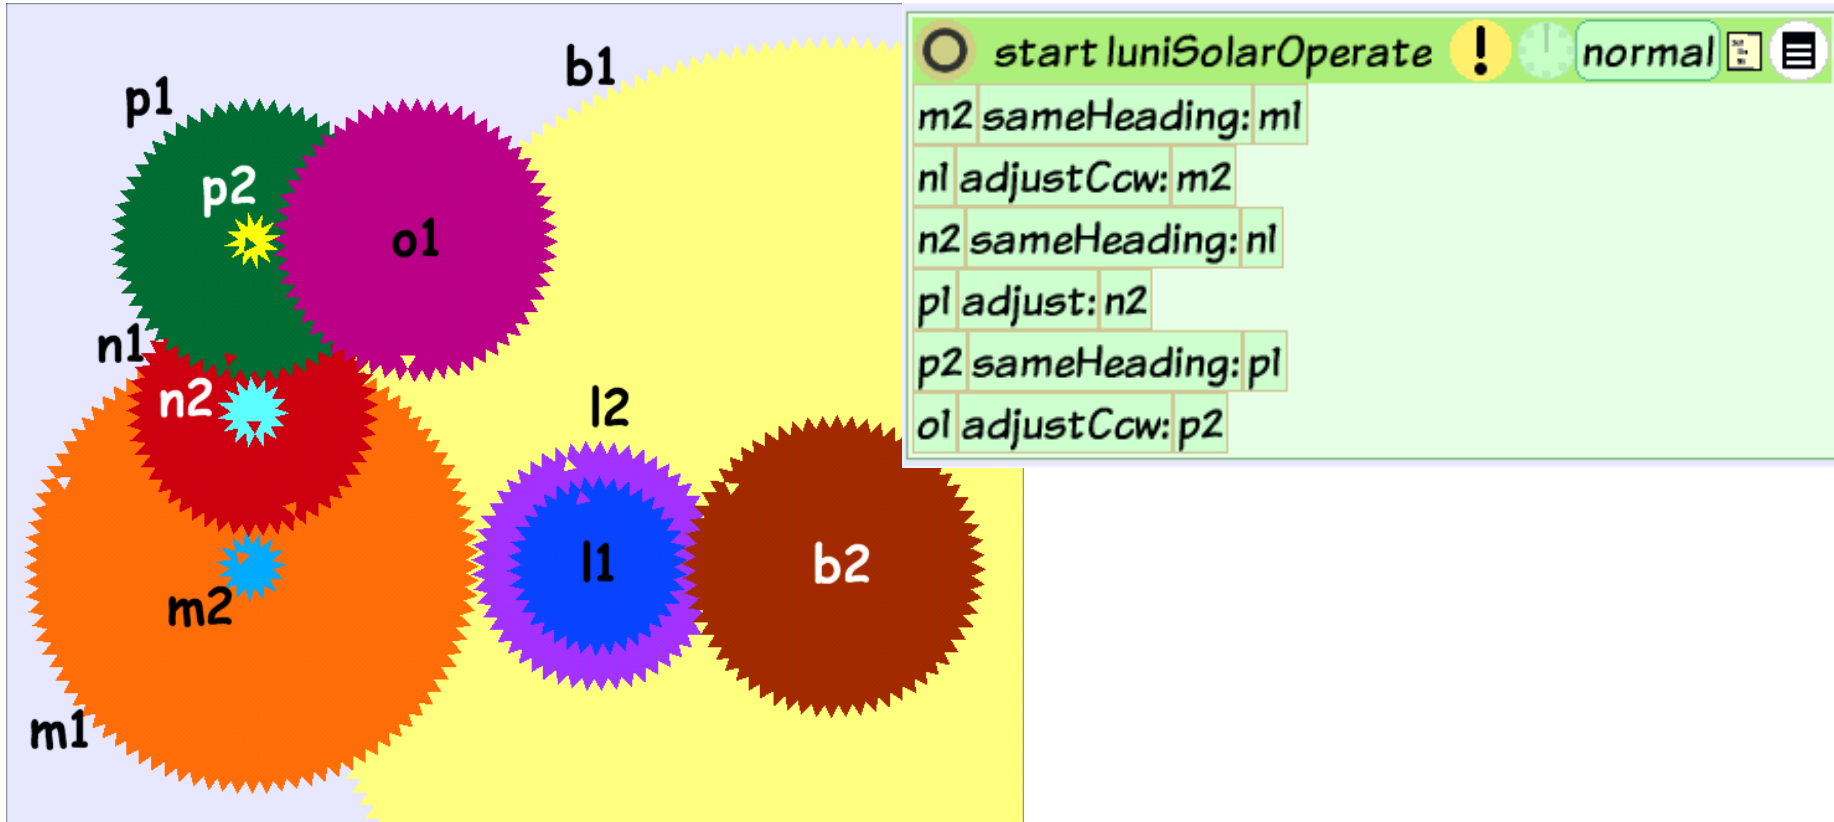 b1
p1
p2
o1
n1
n2
l2
l1
b2
m2
m1
start luniSolarOperate ! normal
m2 sameHeading: m1
n1 adjustCcw: m2
n2 sameHeading: n1
p1 adjust: n2
p2 sameHeading: p1
o1 adjustCcw: p2